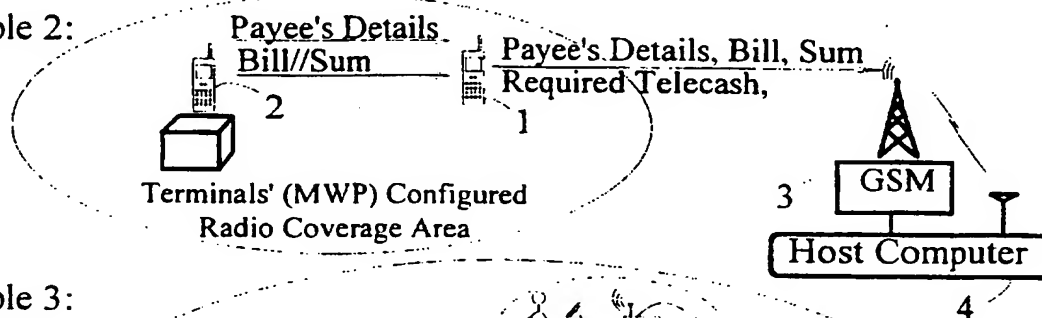 ple 2:
Payee's Details
Bill//Sum
Payee's Details, Bill, Sum
Required Telecash,
2
1
Terminals' (MWP) Configured
Radio Coverage Area
3
GSM
Host Computer
4
ple 3: